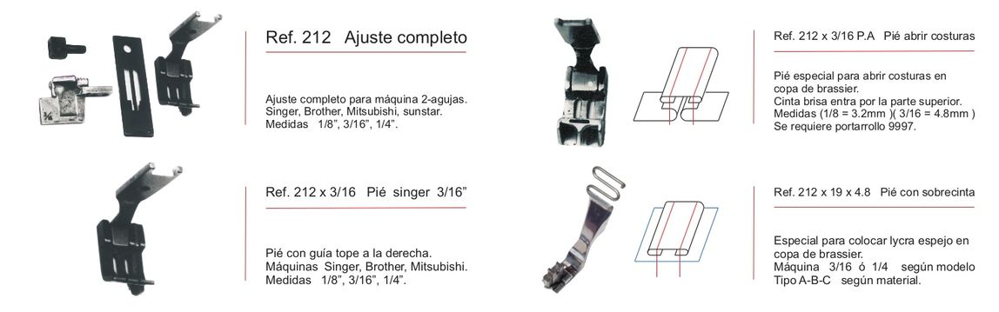 Ref. 212 Ajuste completo
Ajuste completo para máquina 2-agujas.
Singer, Brother, Mitsubishi, sunstar.
Medidas 1/8”, 3/16”, 1/4”.
Ref. 212 x 3/16 P.A Pié abrir costuras
Pié especial para abrir costuras en
copa de brassier.
Cinta brisa entra por la parte superior.
Medidas (1/8 = 3.2mm )( 3/16 = 4.8mm )
Se requiere portarrollo 9997.
Ref. 212 x 3/16 Pié singer 3/16”
Pié con guía tope a la derecha.
Máquinas Singer, Brother, Mitsubishi.
Medidas 1/8”, 3/16”, 1/4”.
Ref. 212 x 19 x 4.8 Pié con sobrecinta
Especial para colocar lycra espejo en
copa de brassier.
Máquina 3/16 ó 1/4 según modelo
Tipo A-B-C según material.